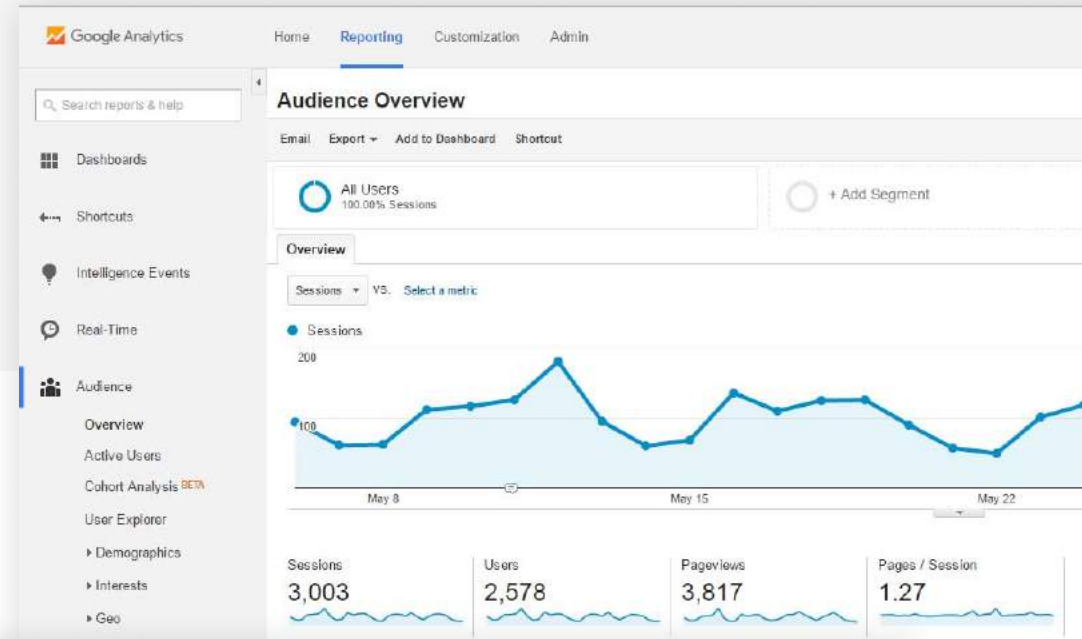 Google Analytics
Home Reporting Customization Admin
Search reports & help
Audience Overview
Email Export Add to Dashboard Shortcut
Dashboards
All Users
100.00% Sessions
+ Add Segment
Shortcuts
Overview
Intelligence Events
Sessions VS. Select a metric
Real-Time
Sessions
200
Audience
100
Overview
Active Users
Cohort Analysis BETA
May 8 May 15 May 22
User Explorer
Demographics
Interests
Geo
Sessions Users Pageviews Pages / Session
3,003 2,578 3,817 1.27